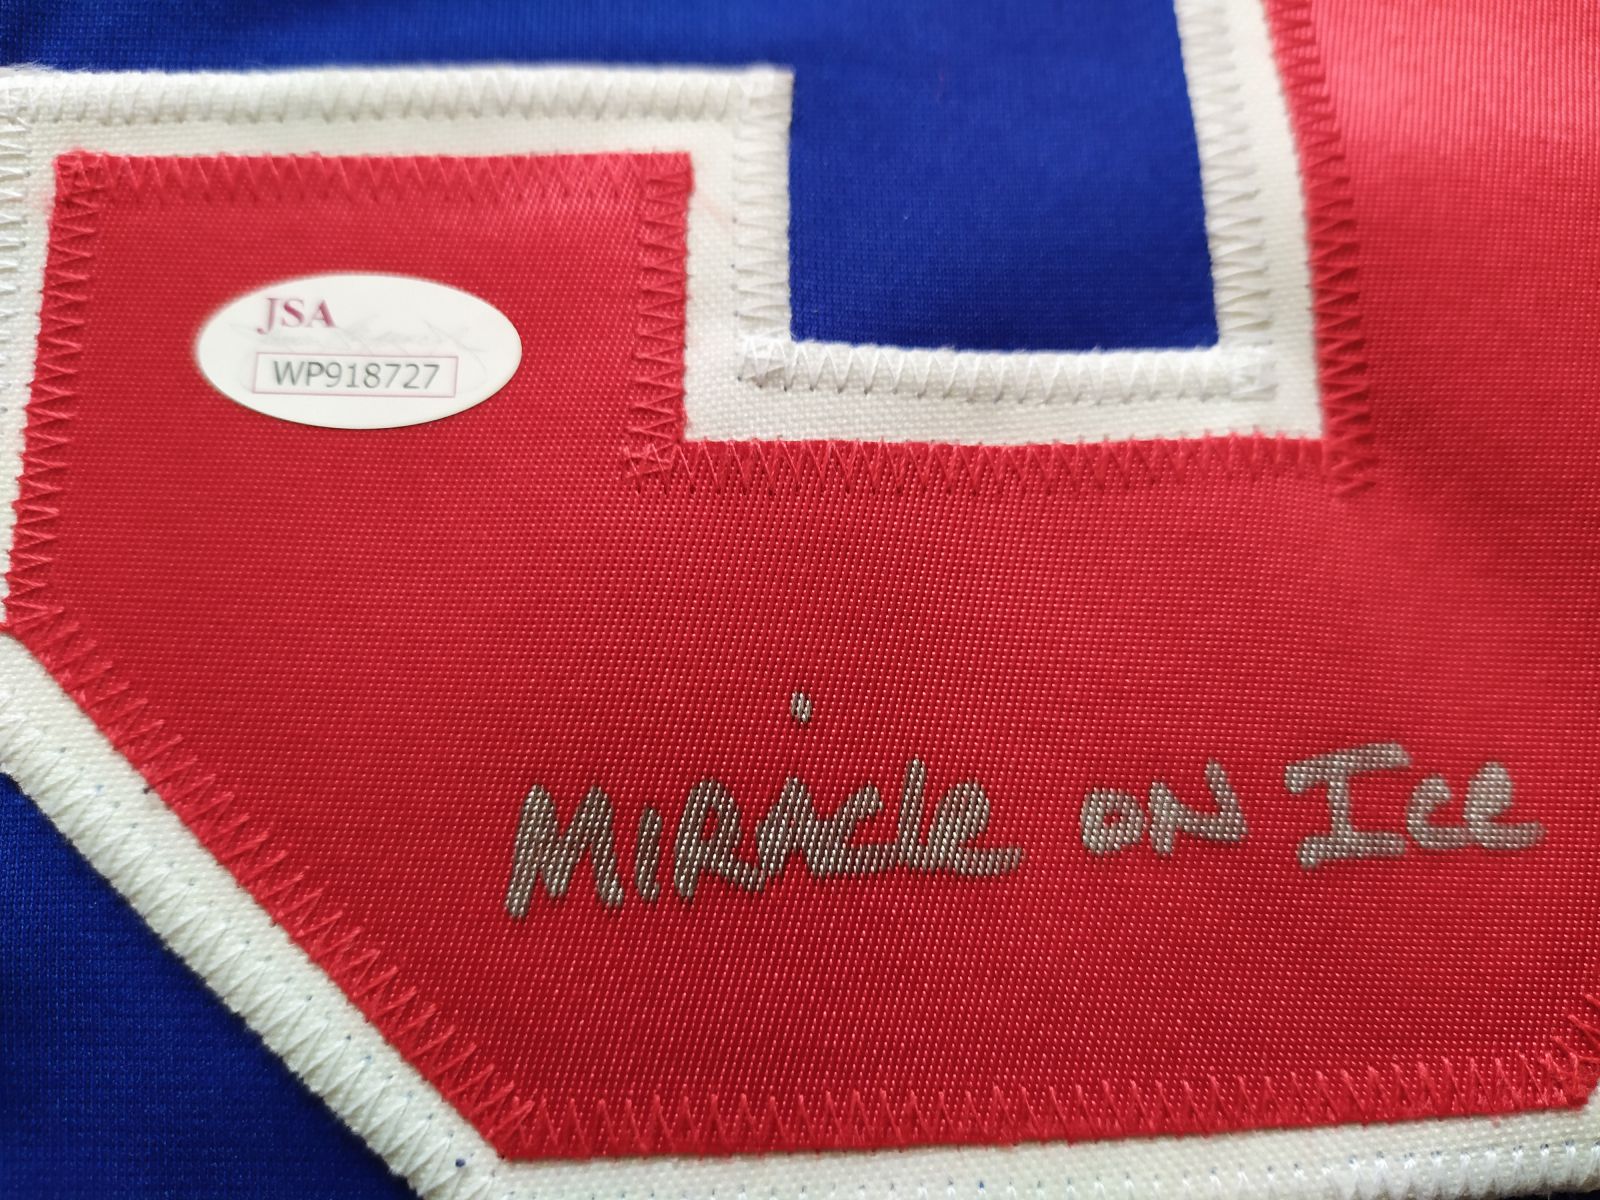 JSA
WP918727
MIRAclE ON Ice